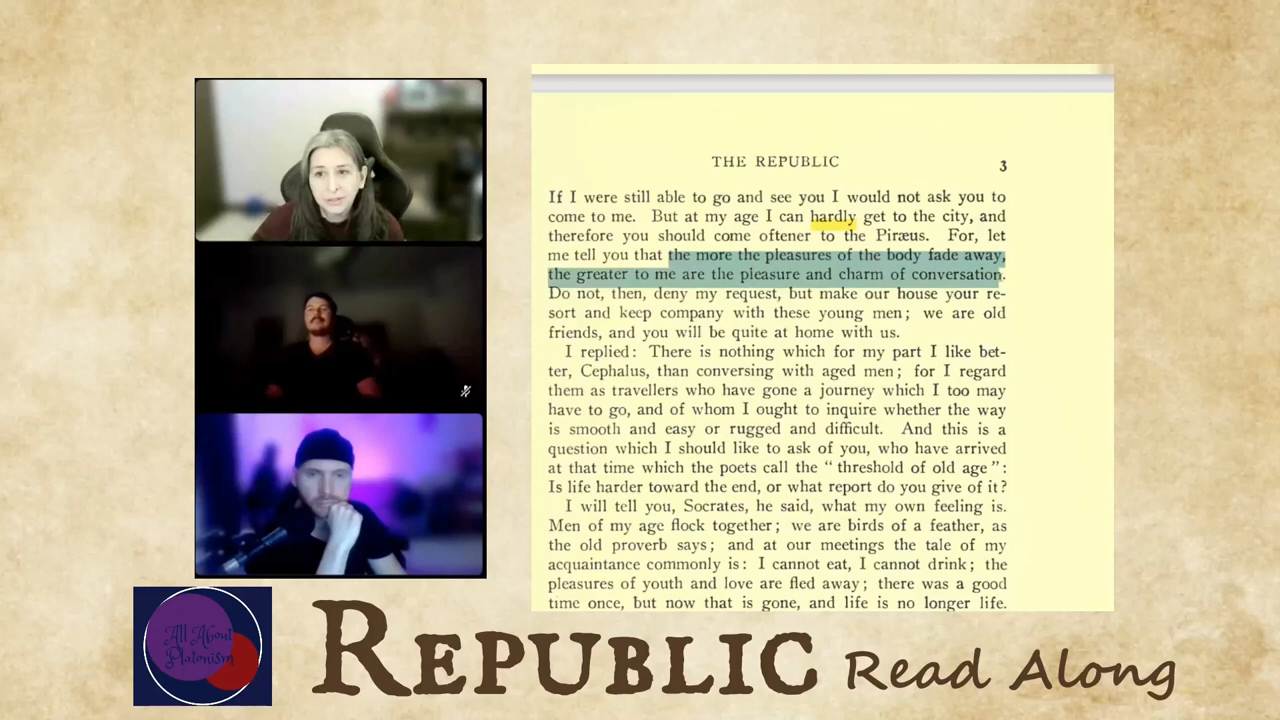 THE REPUBLIC 3
If I were still able to go and see you I would not ask you to
come to me. But at my age I can hardly get to the city, and
therefore you should come oftener to the Piræus. For, let
me tell you that the more the pleasures of the body fade away,
the greater to me are the pleasure and charm of conversation.
Do not, then, deny my request, but make our house your re-
sort and keep company with these young men; we are old
friends, and you will be quite at home with us.
I replied: There is nothing which for my part I like bet-
ter, Cephalus, than conversing with aged men; for I regard
them as travellers who have gone a journey which I too may
have to go, and of whom I ought to inquire whether the way
is smooth and easy or rugged and difficult. And this is a
question which I should like to ask of you, who have arrived
at that time which the poets call the "threshold of old age":
Is life harder toward the end, or what report do you give of it?
I will tell you, Socrates, he said, what my own feeling is.
Men of my age flock together; we are birds of a feather, as
the old proverb says; and at our meetings the tale of my
acquaintance commonly is: I cannot eat, I cannot drink; the
pleasures of youth and love are fled away; there was a good
time once, but now that is gone, and life is no longer life.
All About
Platonism
REPUBLIC Read Along